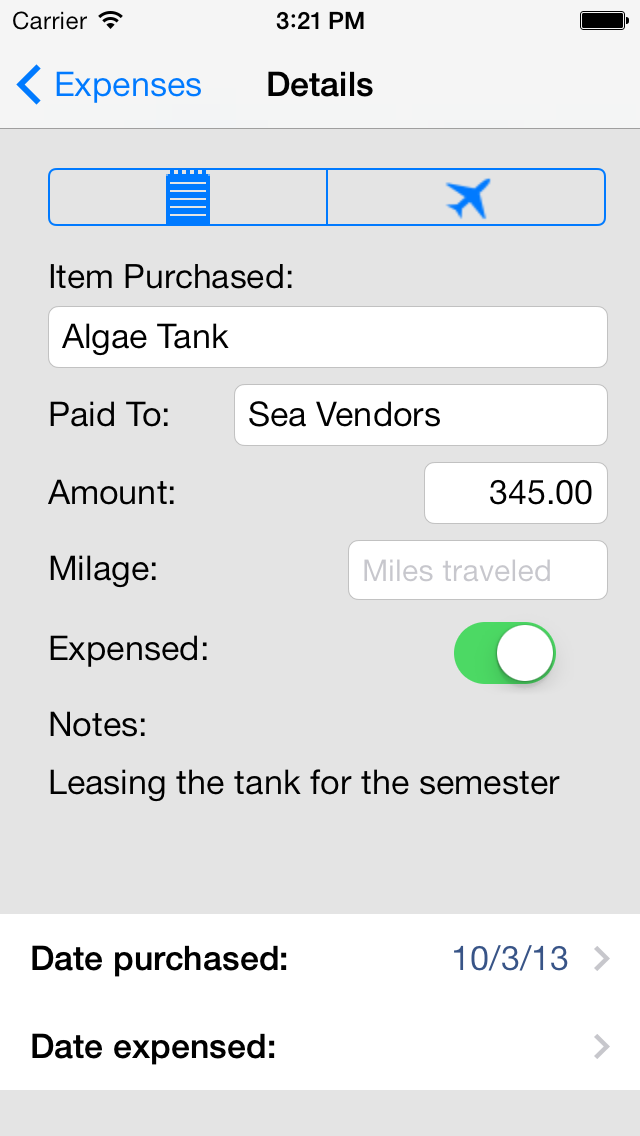 Carrier 3:21 PM
Expenses Details
Item Purchased:
Algae Tank
Paid To: Sea Vendors
Amount: 345.00
Milage: Miles traveled
Expensed:
Notes:
Leasing the tank for the semester
Date purchased: 10/3/13
Date expensed: